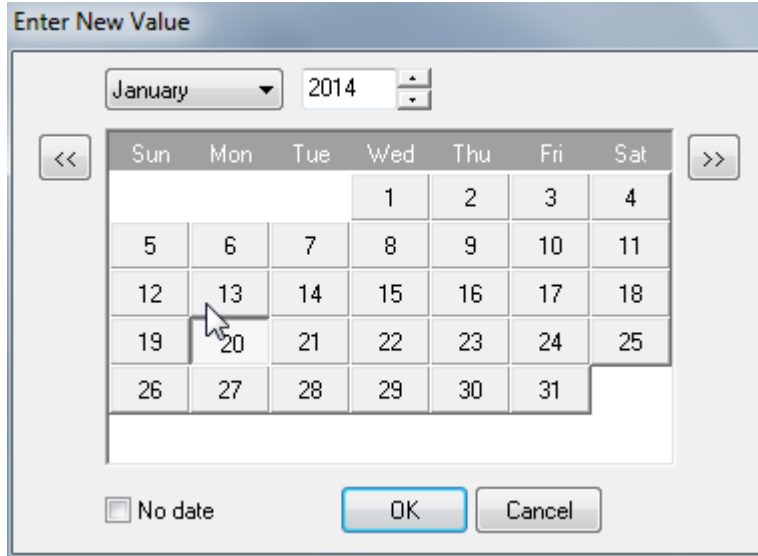 Enter New Value
January 2014
<< Sun Mon Tue Wed Thu Fri Sat >>
1 2 3 4
5 6 7 8 9 10 11
12 13 14 15 16 17 18
19 20 21 22 23 24 25
26 27 28 29 30 31
No date OK Cancel